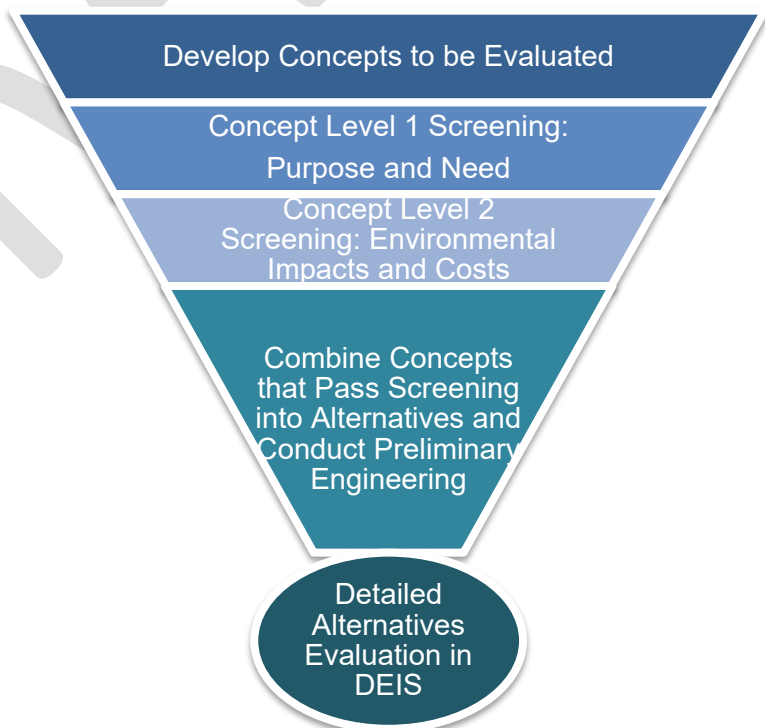 Develop Concepts to be Evaluated
Concept Level 1 Screening:
Purpose and Need
Concept Level 2
Screening: Environmental
Impacts and Costs
Combine Concepts
that Pass Screening
into Alternatives and
Conduct Preliminary
Engineering
Detailed
Alternatives
Evaluation in
DEIS